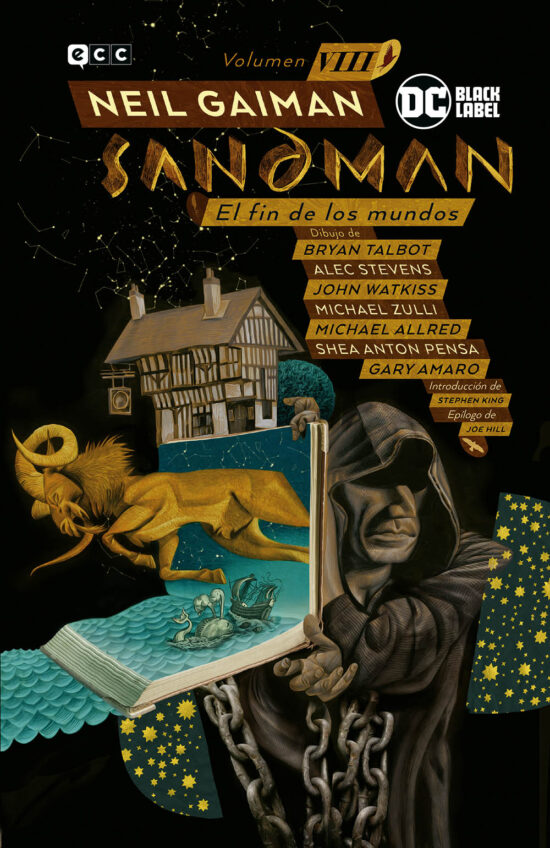 ecc
Volumen VIII
NEIL GAIMAN
DC BLACK LABEL
SANDMAN
El fin de los mundos
Dibujo de
BRYAN TALBOT
ALEC STEVENS
JOHN WATKISS
MICHAEL ZULLI
MICHAEL ALLRED
SHEA ANTON PENSA
GARY AMARO
Introducción de
STEPHEN KING
Epílogo de
JOE HILL